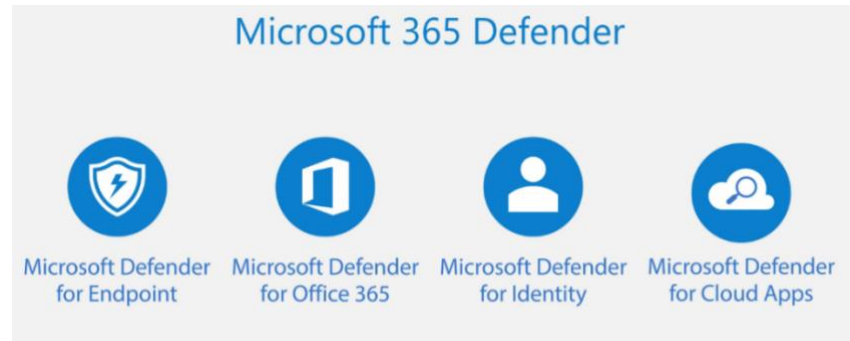 Microsoft 365 Defender
Microsoft Defender
for Endpoint
Microsoft Defender
for Office 365
Microsoft Defender
for Identity
Microsoft Defender
for Cloud Apps